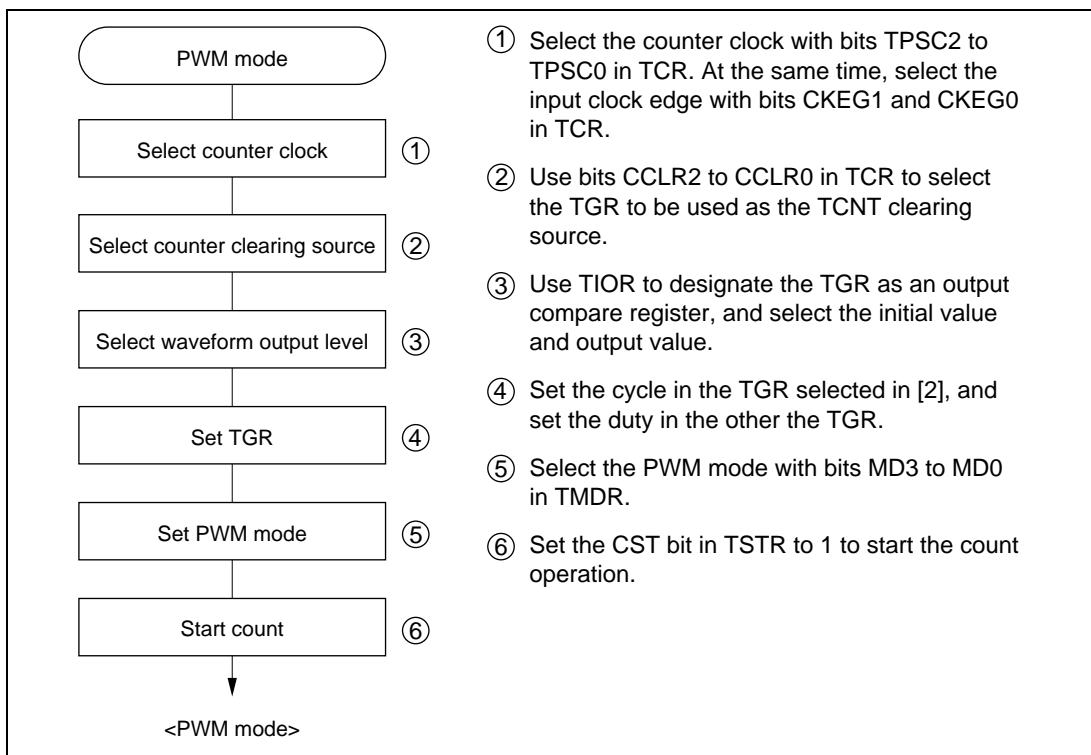 PWM mode
Select counter clock ①
Select counter clearing source ②
Select waveform output level ③
Set TGR ④
Set PWM mode ⑤
Start count ⑥
<PWM mode>
① Select the counter clock with bits TPSC2 to
TPSC0 in TCR. At the same time, select the
input clock edge with bits CKEG1 and CKEG0
in TCR.
② Use bits CCLR2 to CCLR0 in TCR to select
the TGR to be used as the TCNT clearing
source.
③ Use TIOR to designate the TGR as an output
compare register, and select the initial value
and output value.
④ Set the cycle in the TGR selected in [2], and
set the duty in the other the TGR.
⑤ Select the PWM mode with bits MD3 to MD0
in TMDR.
⑥ Set the CST bit in TSTR to 1 to start the count
operation.